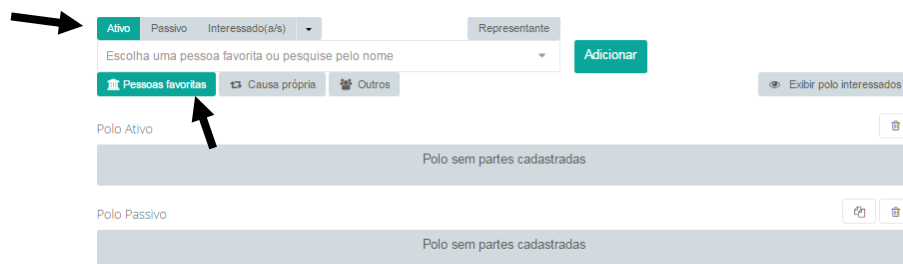 Ativo Passivo Interessado(a/s) Representante
Escolha uma pessoa favorita ou pesquise pelo nome Adicionar
Pessoas favoritas Causa própria Outros Exibir polo interessados
Polo Ativo
Polo sem partes cadastradas
Polo Passivo
Polo sem partes cadastradas